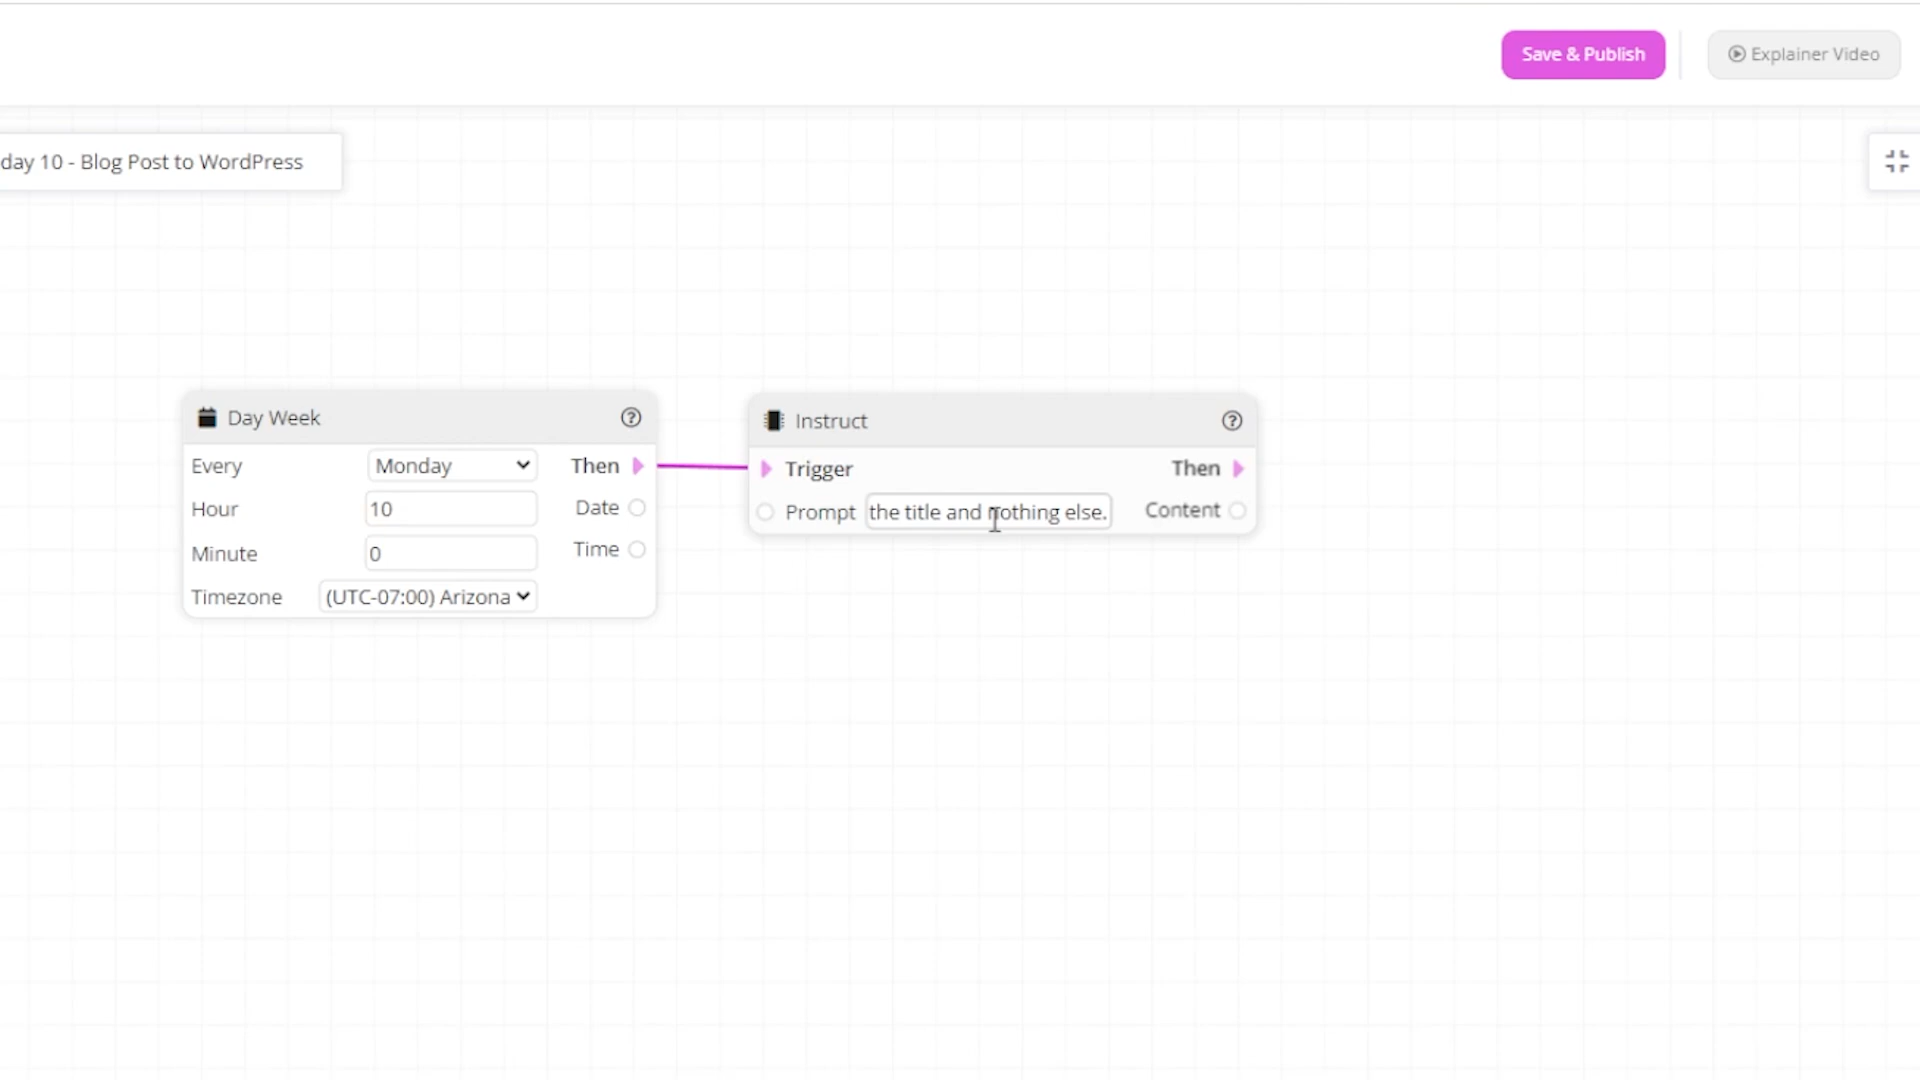 Save & Publish
Explainer Video
day 10 - Blog Post to WordPress
Day Week
Every Monday Then
Hour 10 Date
Minute 0 Time
Timezone (UTC-07:00) Arizona
Instruct
Trigger Then
Prompt the title and nothing else. Content